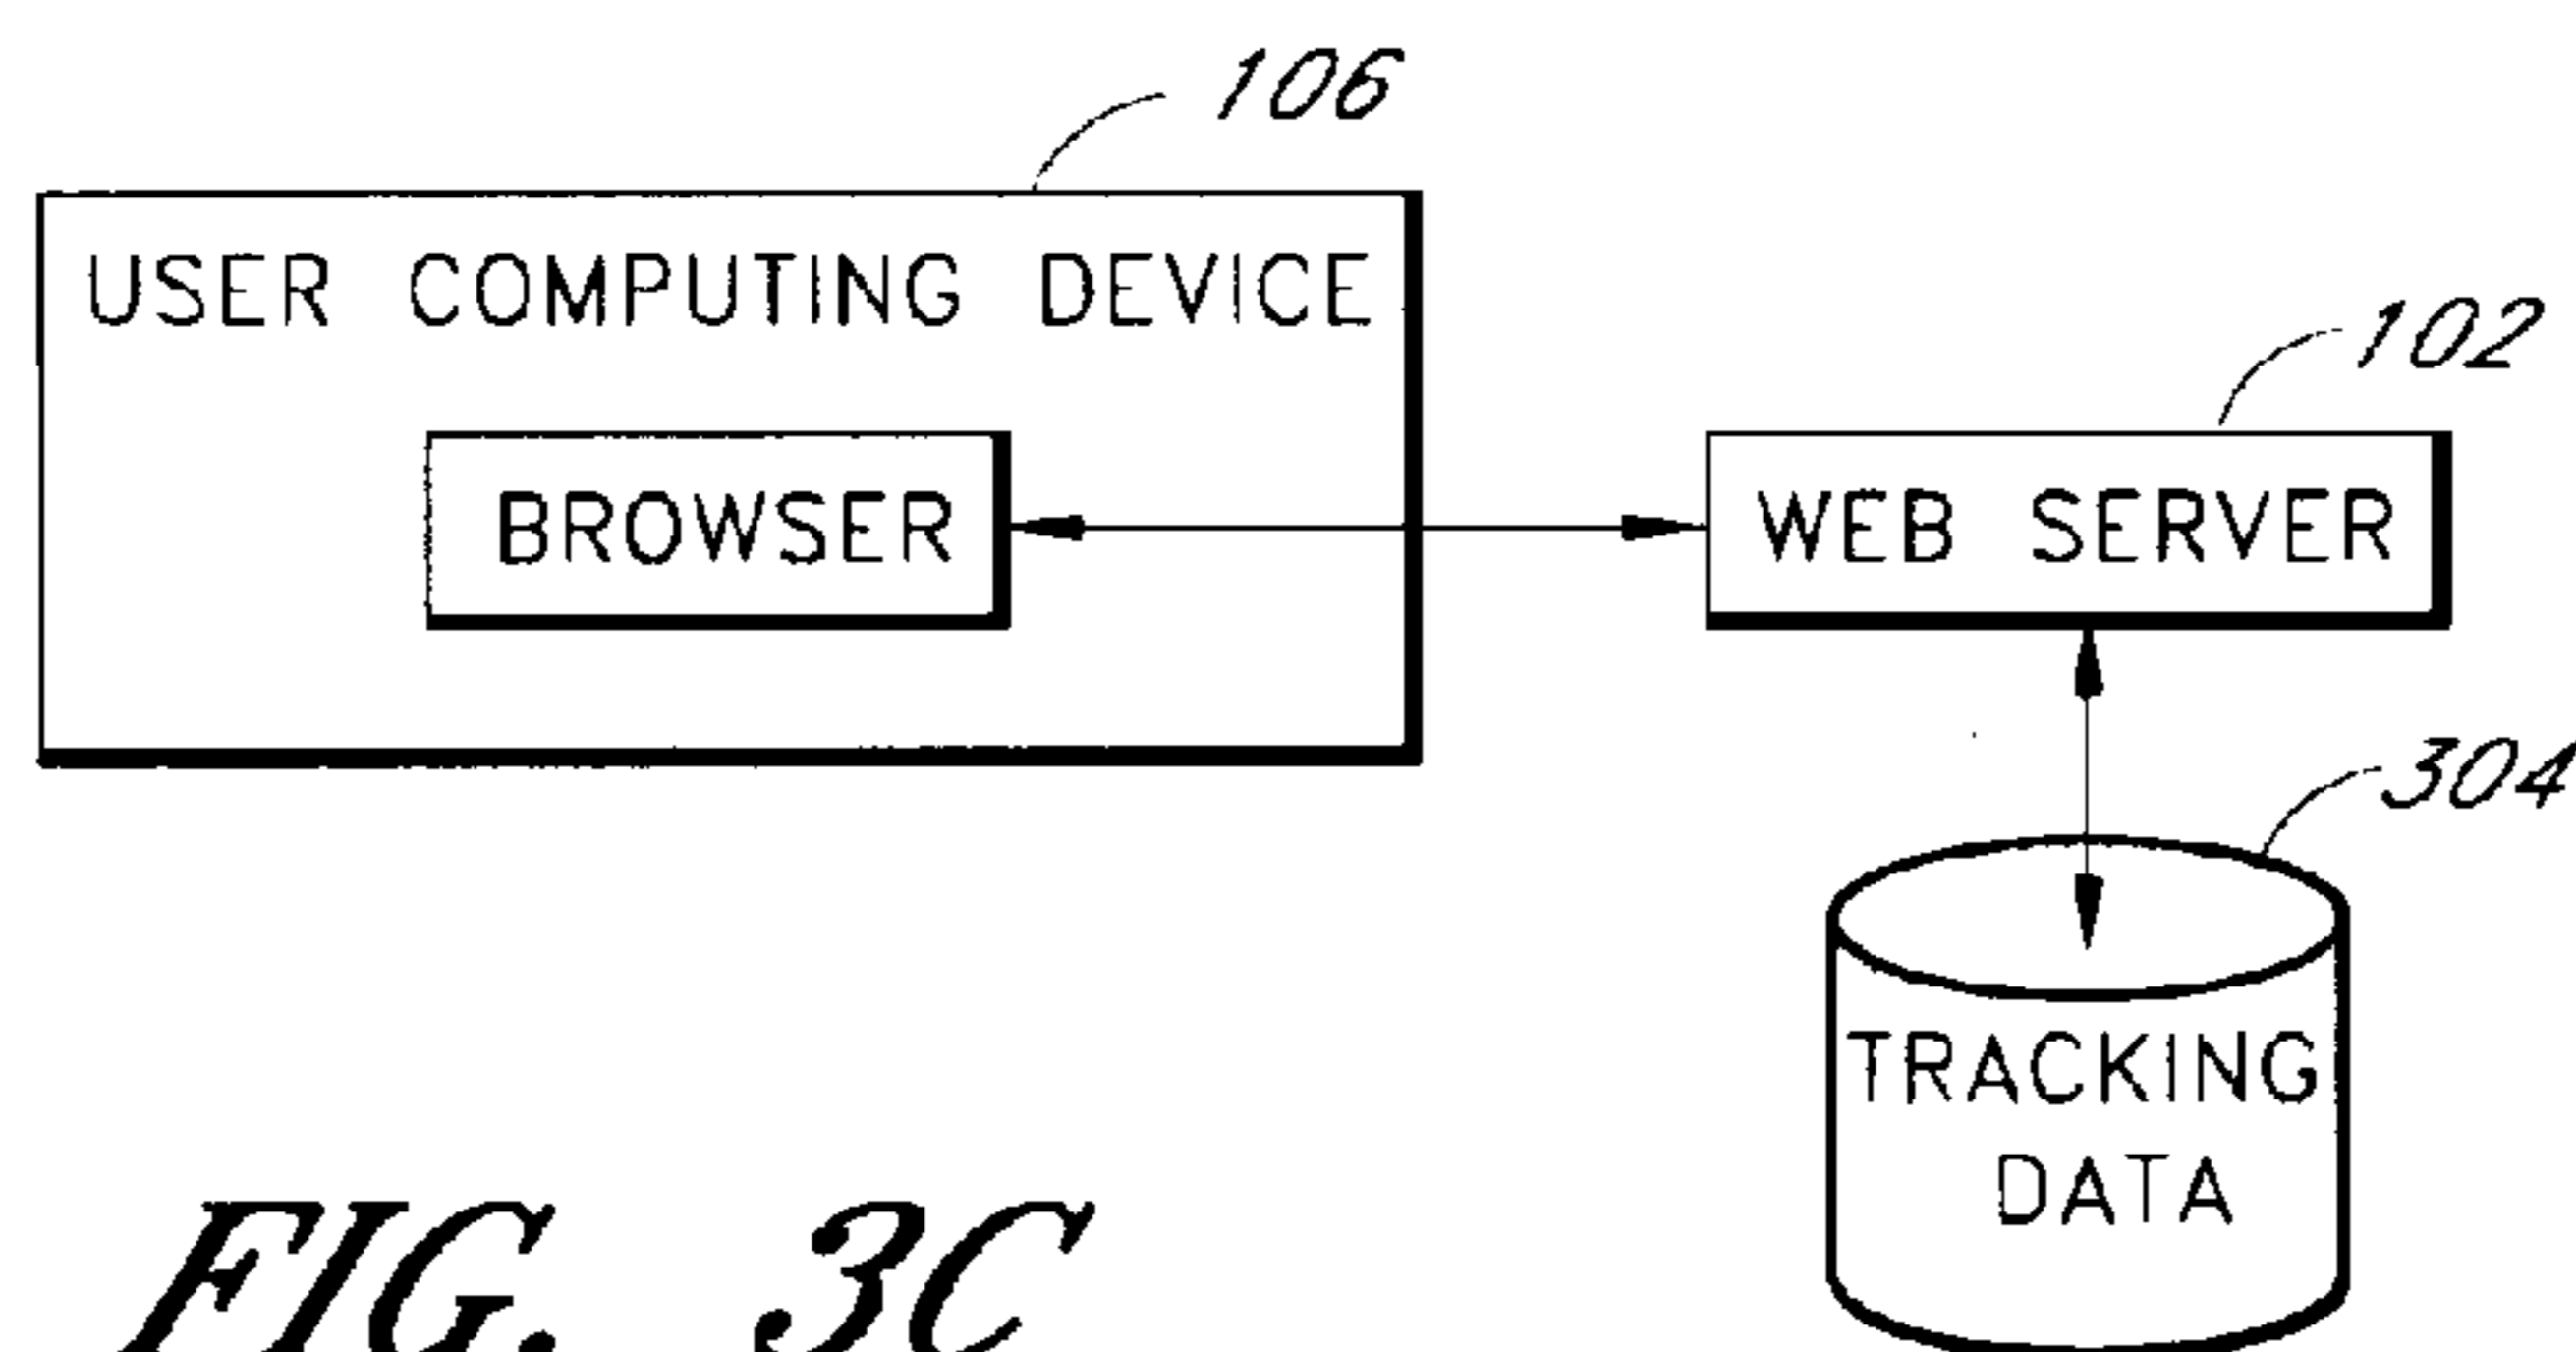 106
USER COMPUTING DEVICE
102
BROWSER
WEB SERVER
304
TRACKING
DATA
FIG. 3C